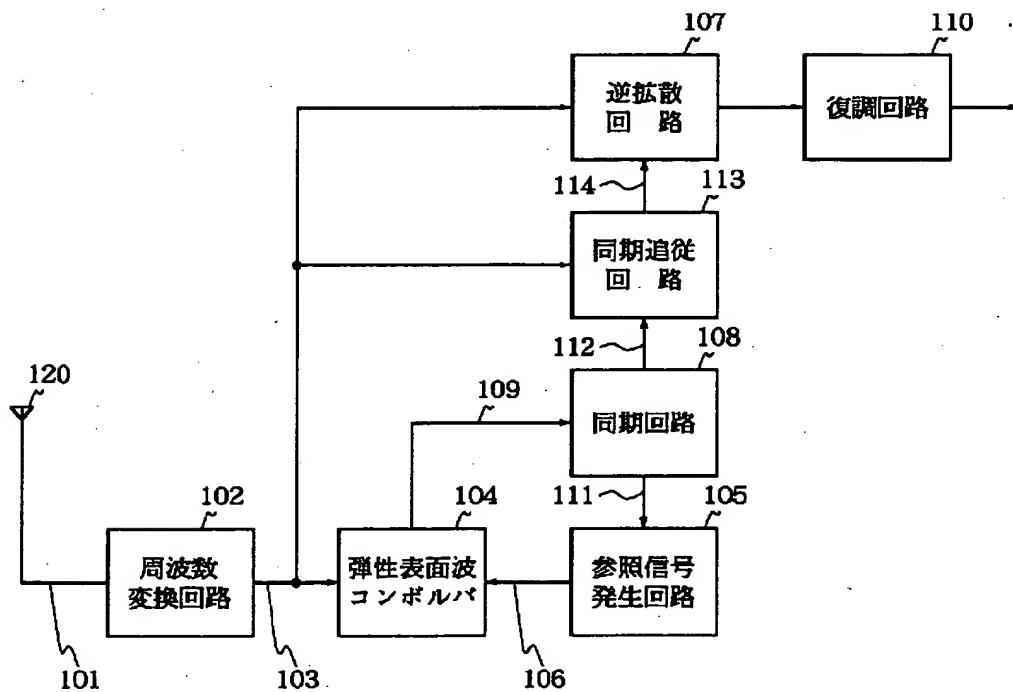 107
110
逆拡散
回 路
復調回路
114
113
同期追従
回 路
112
108
120
109
同期回路
102
104
111
105
周波数
変換回路
弾性表面波
コンボルバ
参照信号
発生回路
101
103
106